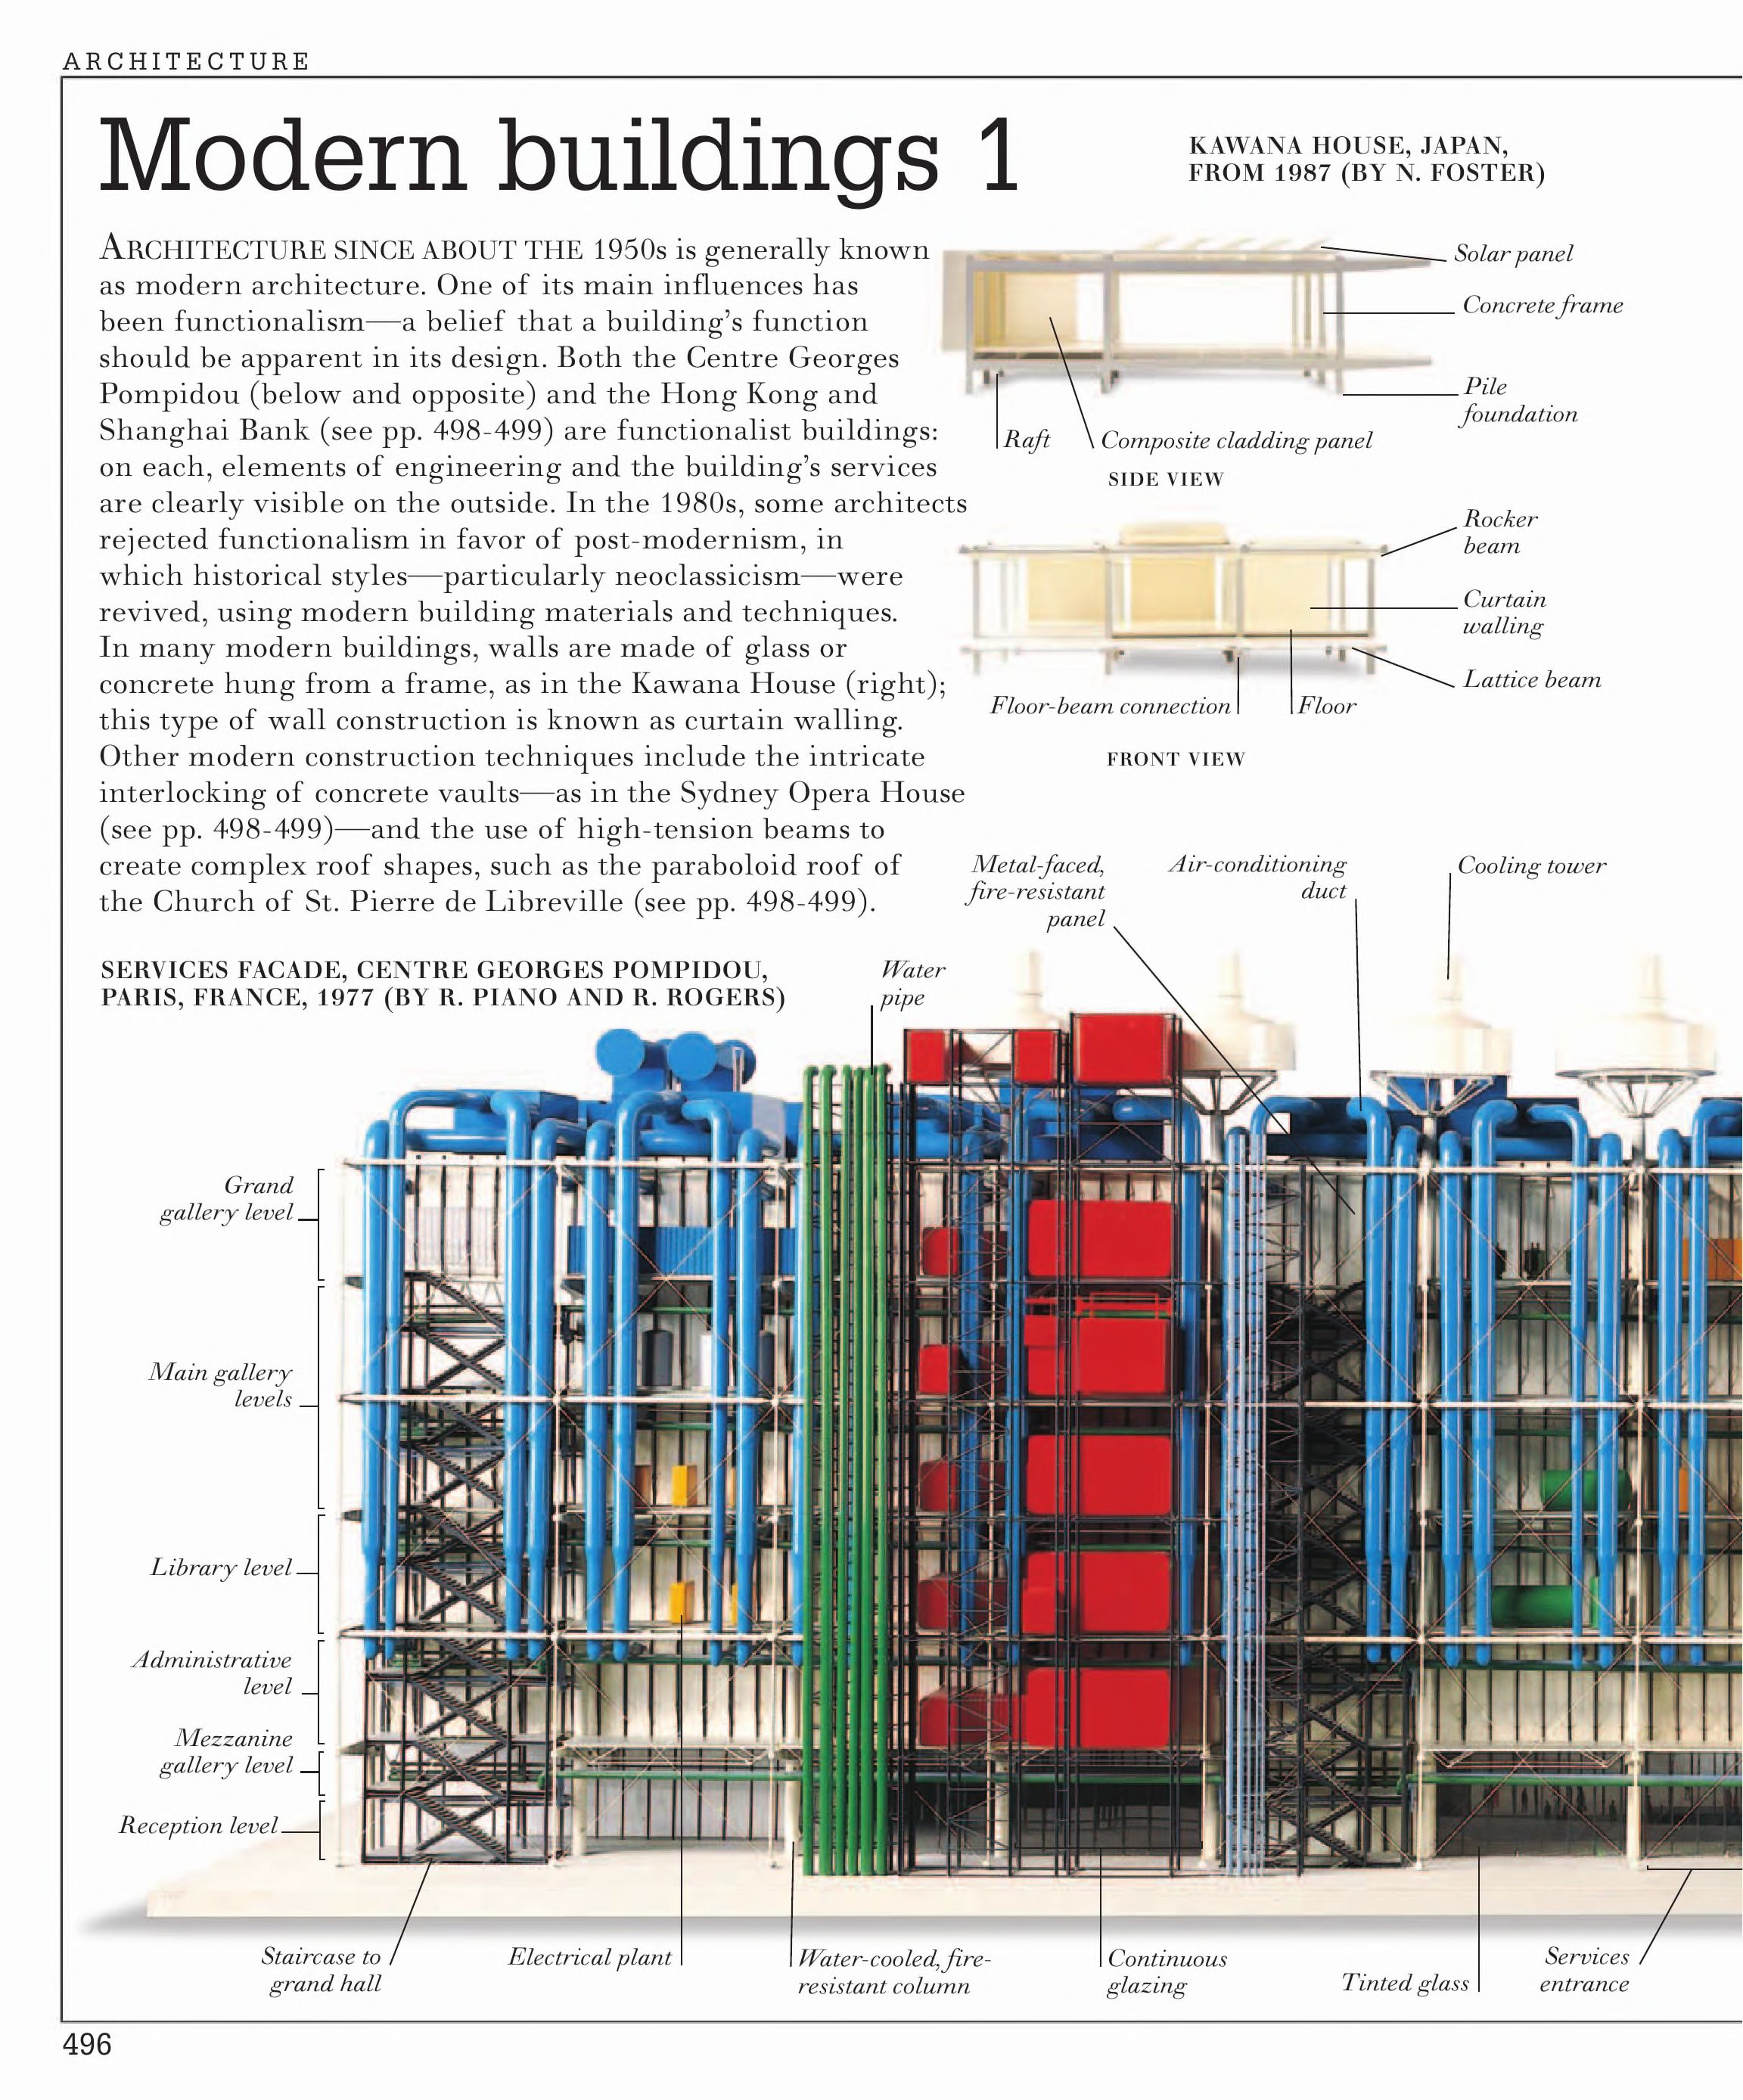 ARCHITECTURE
Modern buildings 1
ARCHITECTURE SINCE ABOUT THE 1950s is generally known
as modern architecture. One of its main influences has
been functionalism—a belief that a building’s function
should be apparent in its design. Both the Centre Georges
Pompidou (below and opposite) and the Hong Kong and
Shanghai Bank (see pp. 498-499) are functionalist buildings:
on each, elements of engineering and the building’s services
are clearly visible on the outside. In the 1980s, some architects
rejected functionalism in favor of post-modernism, in
which historical styles—particularly neoclassicism—were
revived, using modern building materials and techniques.
In many modern buildings, walls are made of glass or
concrete hung from a frame, as in the Kawana House (right);
this type of wall construction is known as curtain walling.
Other modern construction techniques include the intricate
interlocking of concrete vaults—as in the Sydney Opera House
(see pp. 498-499)—and the use of high-tension beams to
create complex roof shapes, such as the paraboloid roof of
the Church of St. Pierre de Libreville (see pp. 498-499).
KAWANA HOUSE, JAPAN,
FROM 1987 (BY N. FOSTER)
Solar panel
Concrete frame
Pile
foundation
Raft
Composite cladding panel
SIDE VIEW
Rocker
beam
Curtain
walling
Lattice beam
Floor-beam connection
Floor
FRONT VIEW
SERVICES FACADE, CENTRE GEORGES POMPIDOU,
PARIS, FRANCE, 1977 (BY R. PIANO AND R. ROGERS)
Water
pipe
Metal-faced,
fire-resistant
panel
Air-conditioning
duct
Cooling tower
Grand
gallery level
Main gallery
levels
Library level
Administrative
level
Mezzanine
gallery level
Reception level
Staircase to
grand hall
Electrical plant
Water-cooled, fire-
resistant column
Continuous
glazing
Tinted glass
Services
entrance
496